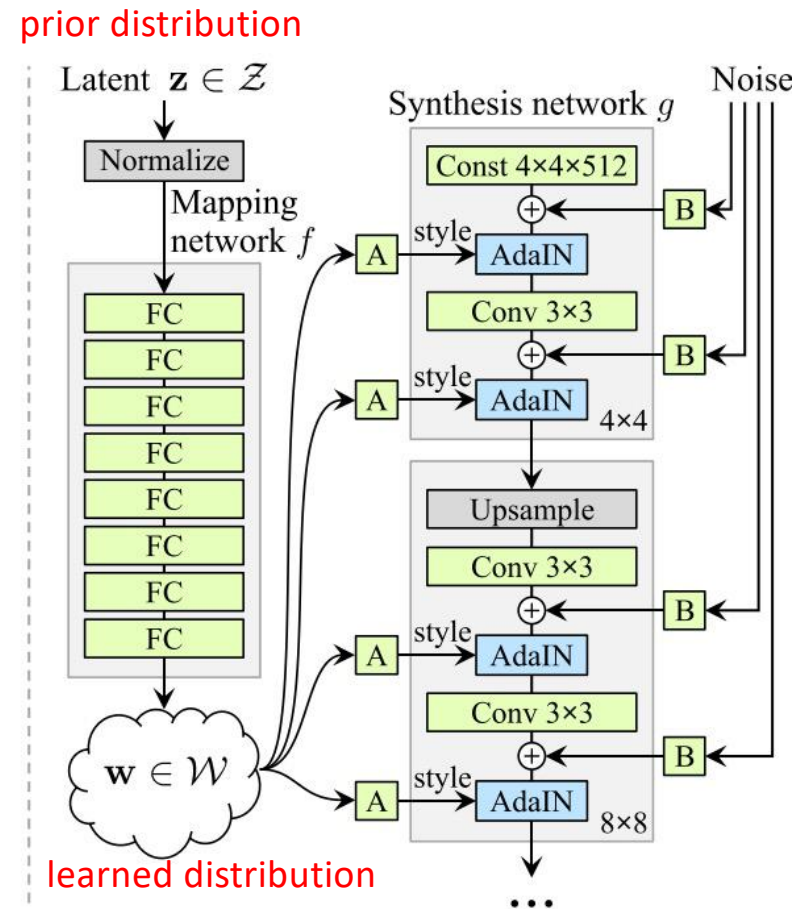 prior distribution
Latent z ∈ 𝒵
Normalize
Mapping
network f
FC
FC
FC
FC
FC
FC
FC
FC
w ∈ 𝒲
learned distribution
Synthesis network g
Noise
Const 4×4×512
B
A
style
AdaIN
Conv 3×3
B
A
style
AdaIN
4×4
Upsample
Conv 3×3
B
A
style
AdaIN
Conv 3×3
B
A
style
AdaIN
8×8
...